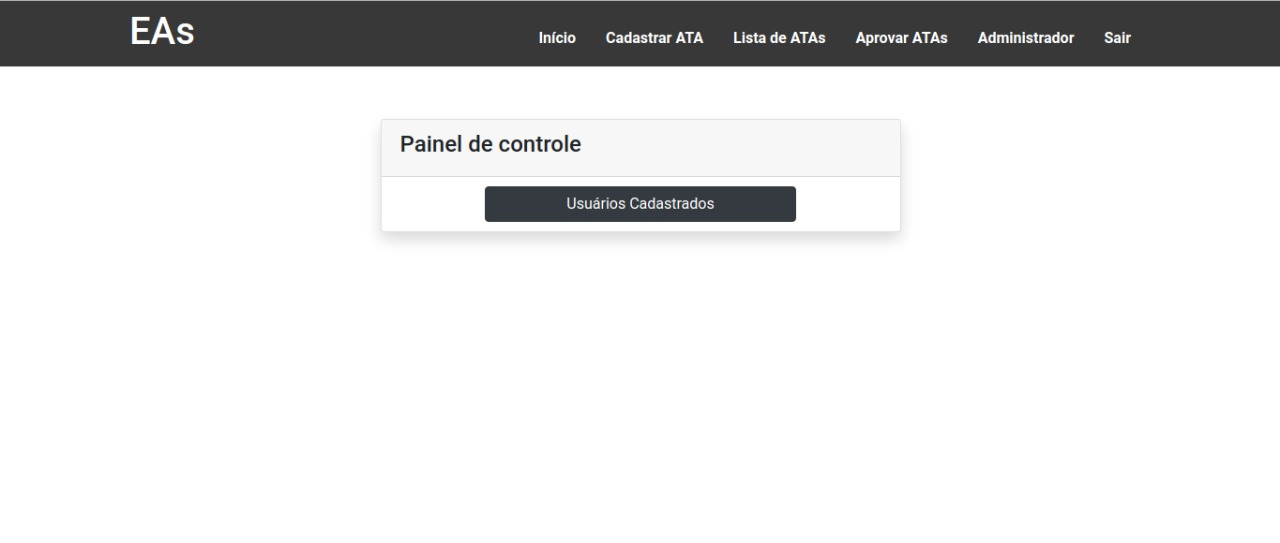 EAs
Início Cadastrar ATA Lista de ATAs Aprovar ATAs Administrador Sair
Painel de controle
Usuários Cadastrados